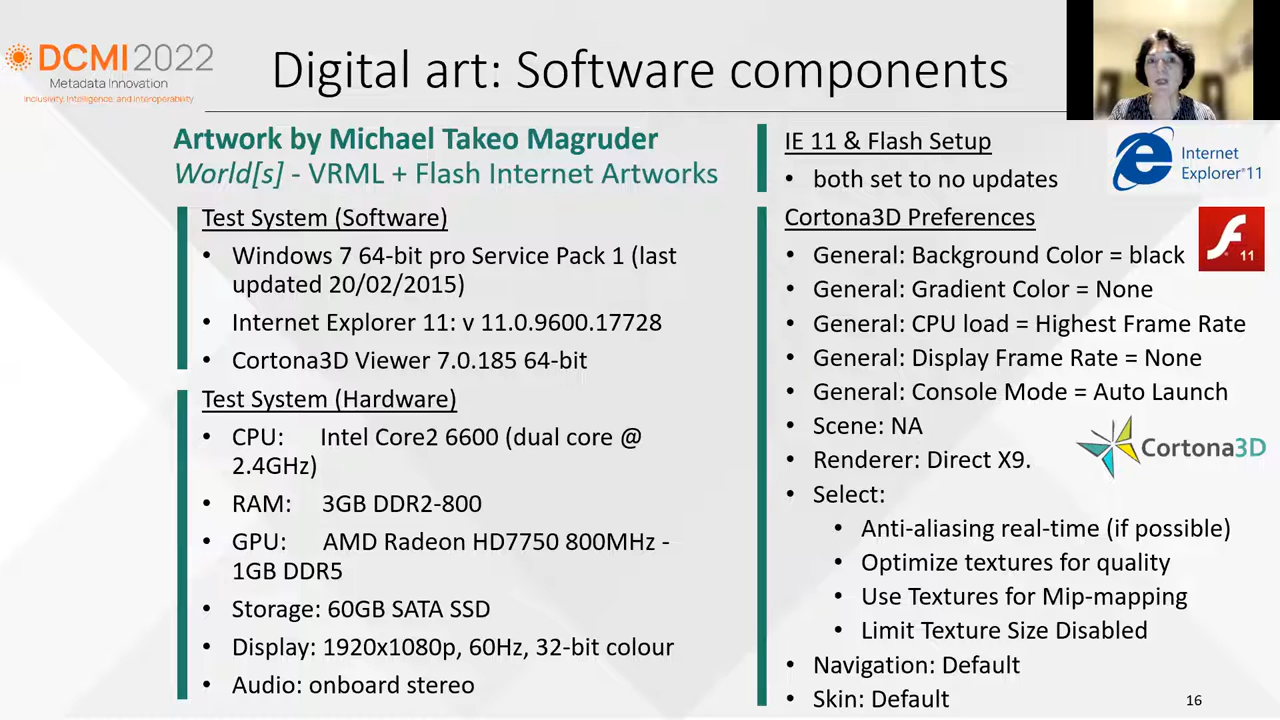 DCMI2022
Metadata Innovation
Inclusivity, Intelligence, and Interoperability
Digital art: Software components
Artwork by Michael Takeo Magruder
World[s] - VRML + Flash Internet Artworks
Test System (Software)
• Windows 7 64-bit pro Service Pack 1 (last
updated 20/02/2015)
• Internet Explorer 11: v 11.0.9600.17728
• Cortona3D Viewer 7.0.185 64-bit
Test System (Hardware)
• CPU: Intel Core2 6600 (dual core @
2.4GHz)
• RAM: 3GB DDR2-800
• GPU: AMD Radeon HD7750 800MHz -
1GB DDR5
• Storage: 60GB SATA SSD
• Display: 1920x1080p, 60Hz, 32-bit colour
• Audio: onboard stereo
IE 11 & Flash Setup
• both set to no updates
Internet
Explorer®11
Cortona3D Preferences
• General: Background Color = black
• General: Gradient Color = None
• General: CPU load = Highest Frame Rate
• General: Display Frame Rate = None
• General: Console Mode = Auto Launch
• Scene: NA
• Renderer: Direct X9.
• Select:
• Anti-aliasing real-time (if possible)
• Optimize textures for quality
• Use Textures for Mip-mapping
• Limit Texture Size Disabled
• Navigation: Default
• Skin: Default
f 11
Cortona3D
16